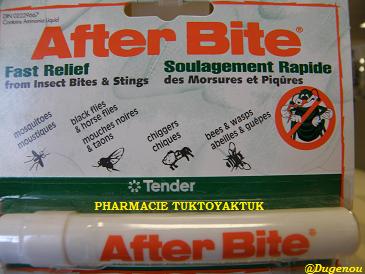 DIN 02229667
Contains Ammonia Liquid
After Bite®
Fast Relief
from Insect Bites & Stings
Soulagement Rapide
des Morsures et Piqûres
mosquitoes
moustiques
black flies
& horse flies
mouches noires
& taons
chiggers
chiques
bees & wasps
abeilles & guêpes
Tender
PHARMACIE TUKTOYAKTUK
After Bite®
@Dugenou